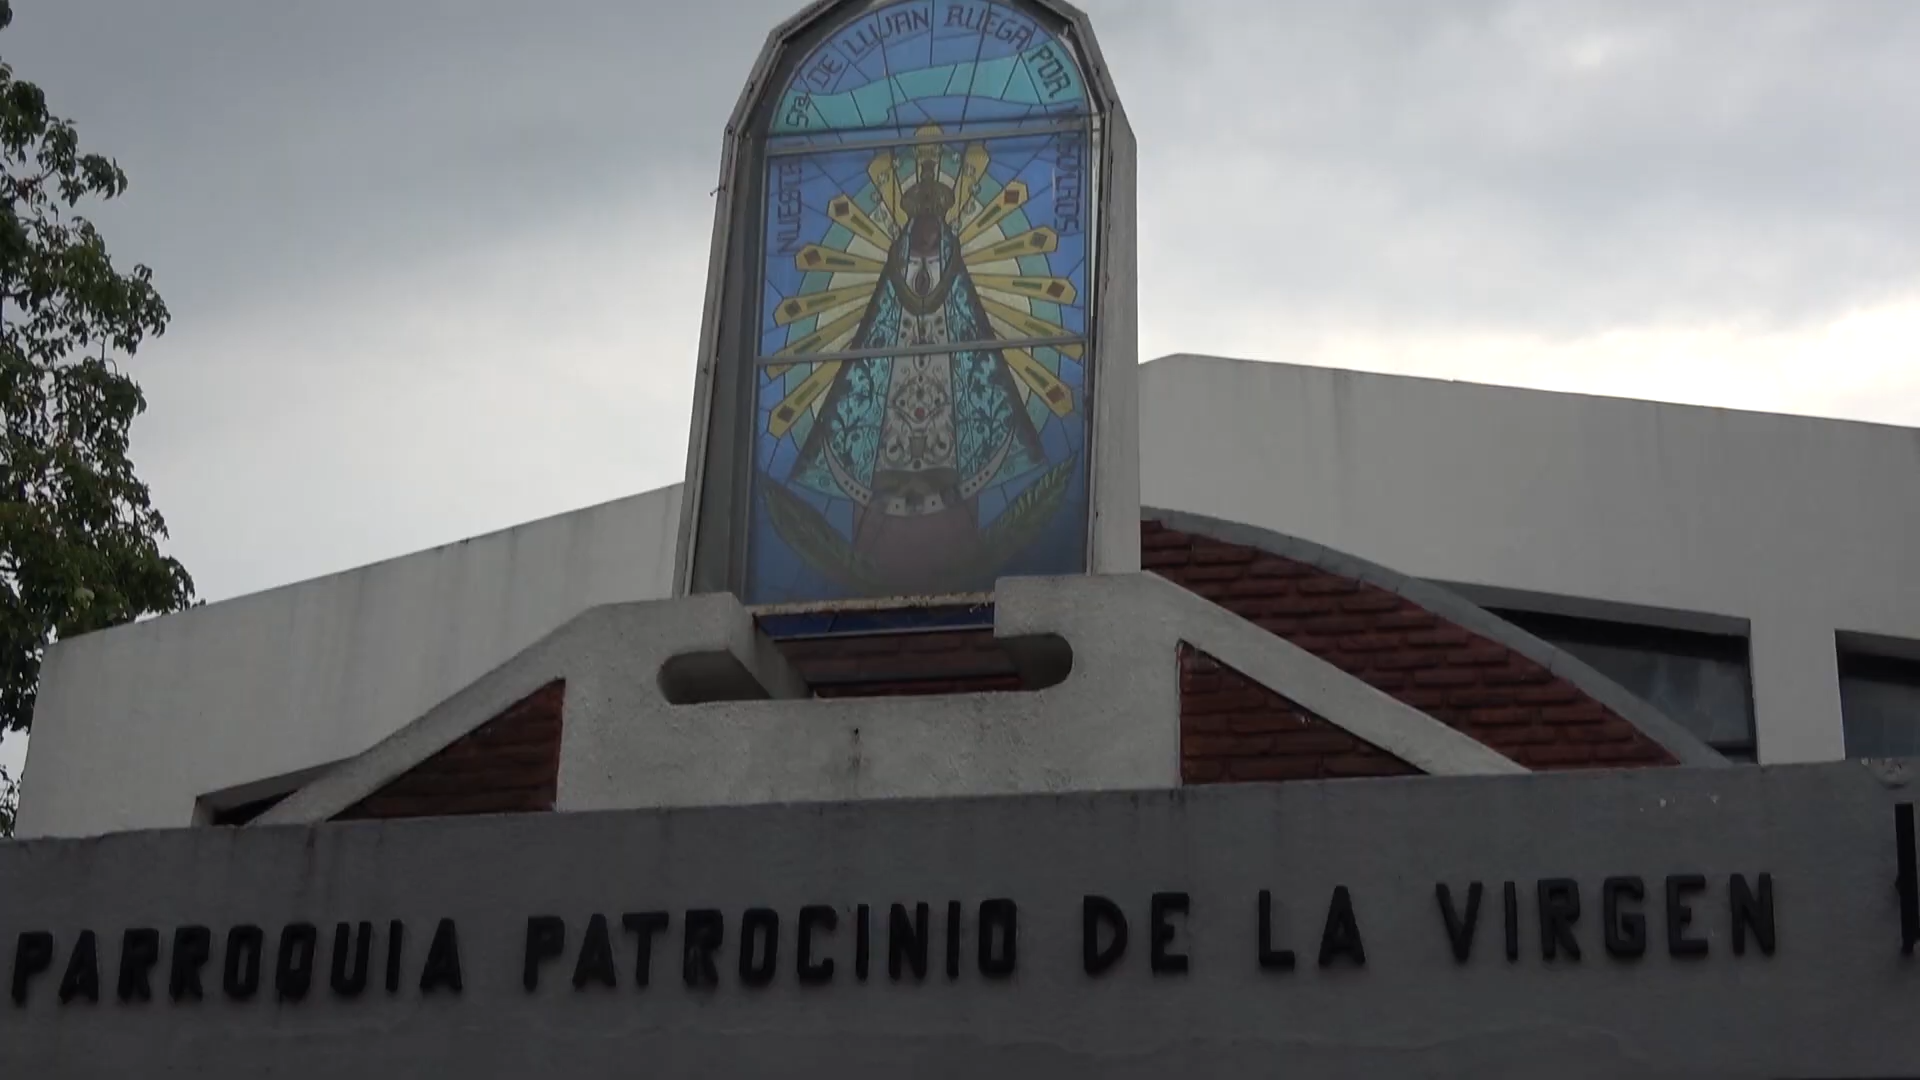 NUESTRA Sra. DE LUJAN RUEGA POR NOSOTROS
PARROQUIA PATROCINIO DE LA VIRGEN